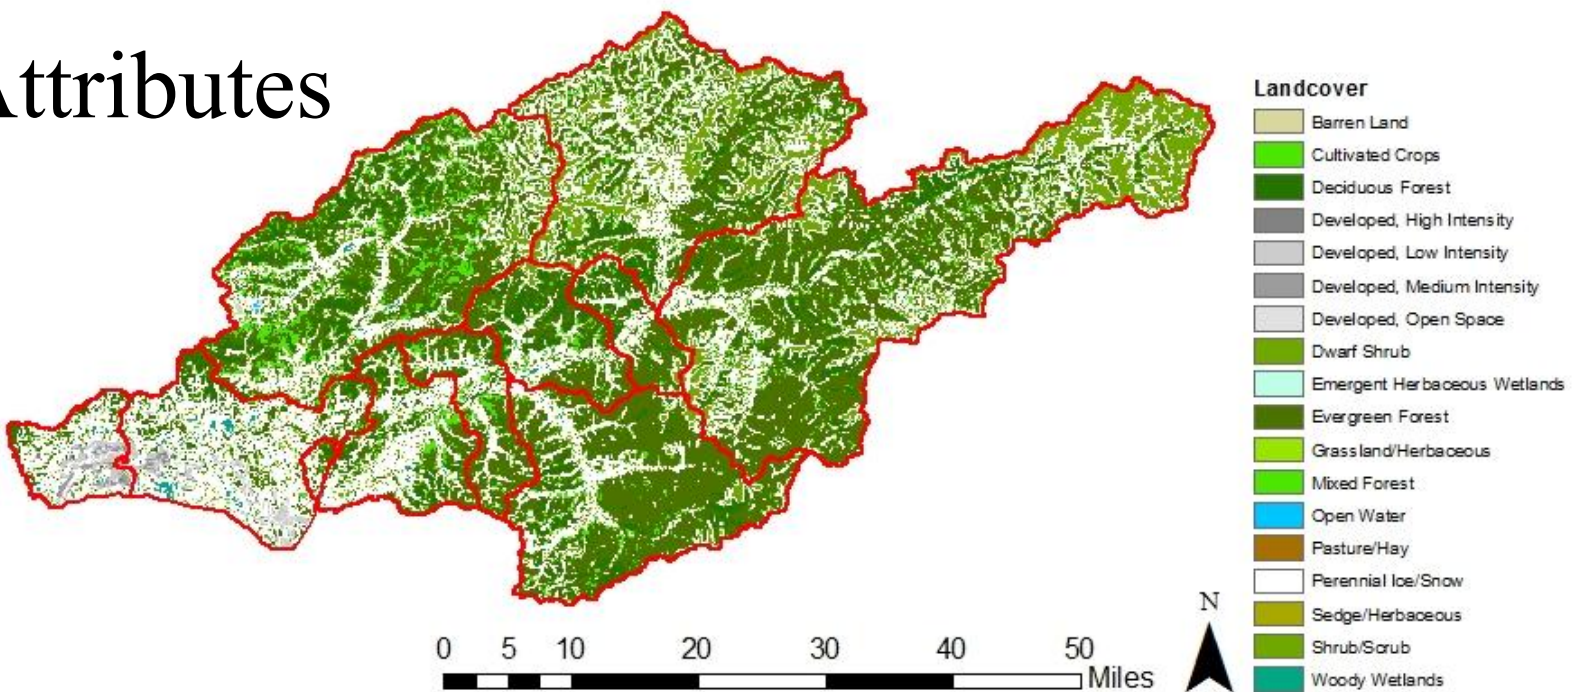 Attributes
Landcover
Barren Land
Cultivated Crops
Deciduous Forest
Developed, High Intensity
Developed, Low Intensity
Developed, Medium Intensity
Developed, Open Space
Dwarf Shrub
Emergent Herbaceous Wetlands
Evergreen Forest
Grassland/Herbaceous
Mixed Forest
Open Water
Pasture/Hay
Perennial Ice/Snow
Sedge/Herbaceous
Shrub/Scrub
Woody Wetlands
N
0 5 10 20 30 40 50
Miles